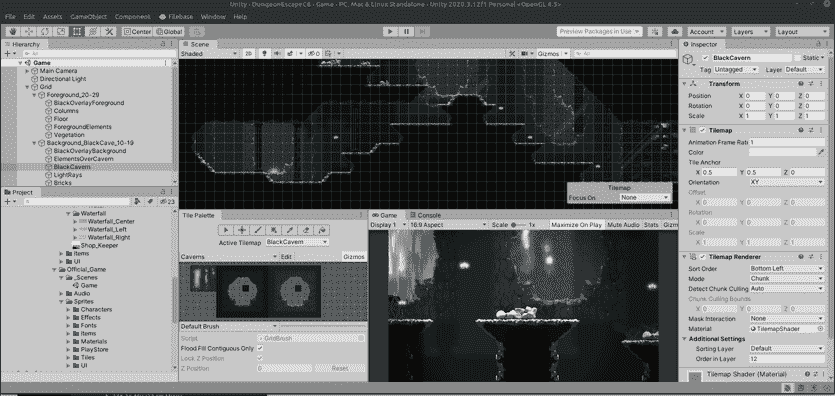 Unity - DungeonEscapeCG - Game - PC, Mac & Linux Standalone - Unity 2020.3.12f1 Personal <OpenGL 4.5>
File Edit Assets GameObject Component Filebase Window Help
Center Global Preview Packages in Use Account Layers Layout
Hierarchy
All
Game
Main Camera
Directional Light
Grid
Foreground_20-29
BlackOverlayForeground
Columns
Floor
ForegroundElements
Vegetation
Background_BlackCave_10-19
BlackOverlayBackground
ElementsOverCavern
BlackCavern
LightRays
Bricks
Project
23
Waterfall
Waterfall_Center
Waterfall_Left
Waterfall_Right
Shop_Keeper
Items
UI
Official_Game
_Scenes
Game
Audio
Sprites
Characters
Effects
Fonts
Items
Materials
PlayStore
Tiles
UI
Scene
Shaded 2D 0 Gizmos All
Tilemap
Focus On None
Tile Palette
Active Tilemap BlackCavern
Caverns Edit Gizmos
Default Brush
Script GridBrush
Flood Fill Contiguous Only
Lock Z Position
Z Position 0 Reset
Game Console
Display 1 16:9 Aspect Scale 1x Maximize On Play Mute Audio Stats Gizmos
Inspector
BlackCavern Static
Tag Untagged Layer Default
Transform
Position X 0 Y 0 Z 0
Rotation X 0 Y 0 Z 0
Scale X 1 Y 1 Z 1
Tilemap
Animation Frame Rate 1
Color
Tile Anchor
X 0.5 Y 0.5 Z 0
Orientation XY
Offset
X 0 Y 0 Z 0
Rotation
X 0 Y 0 Z 0
Scale
X 1 Y 1 Z 1
Tilemap Renderer
Sort Order Bottom Left
Mode Chunk
Detect Chunk Culling Auto
Chunk Culling Bounds
X 0 Y 0 Z 0
Mask Interaction None
Material TilemapShader
Additional Settings
Sorting Layer Default
Order in Layer 12
Tilemap Shader (Material)